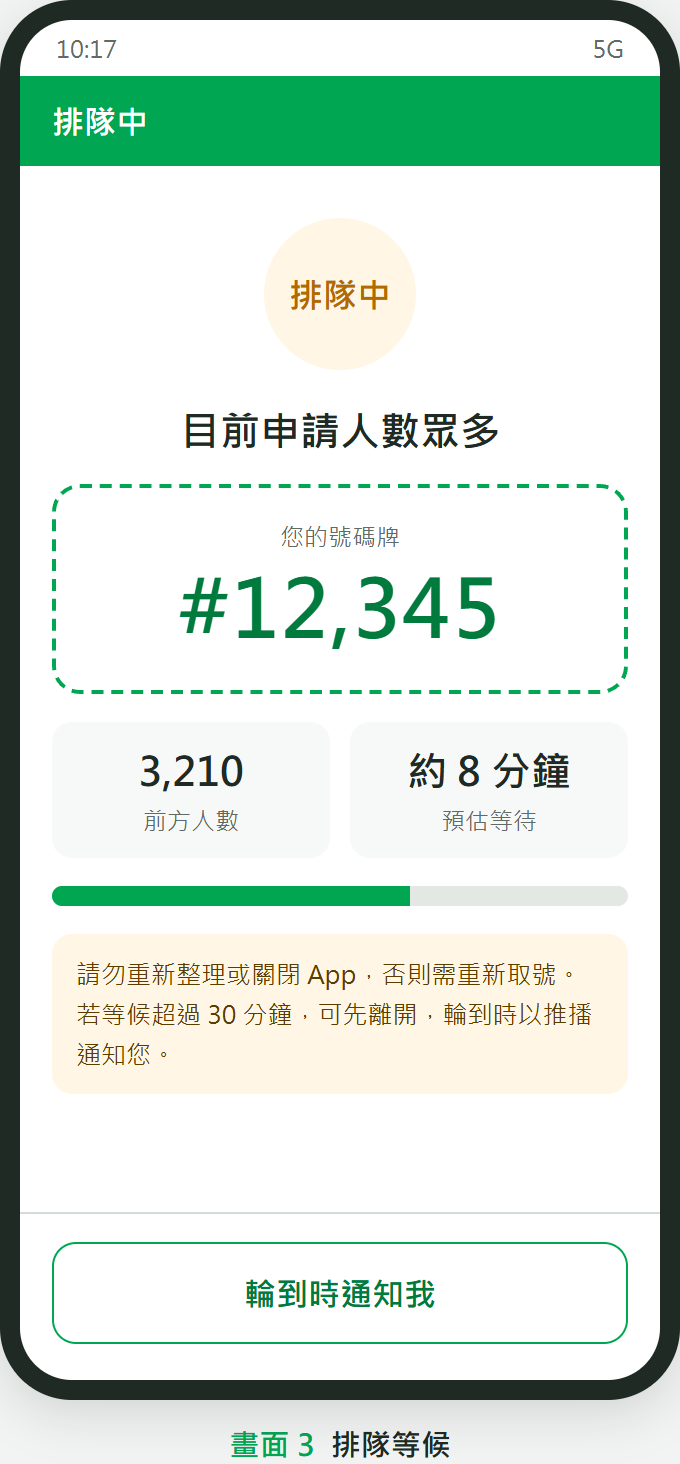 10:17
5G
排隊中
排隊中
目前申請人數眾多
您的號碼牌
#12,345
3,210
前方人數
約 8 分鐘
預估等待
請勿重新整理或關閉 App，否則需重新取號。
若等候超過 30 分鐘，可先離開，輪到時以推播
通知您。
輪到時通知我
畫面 3 排隊等候